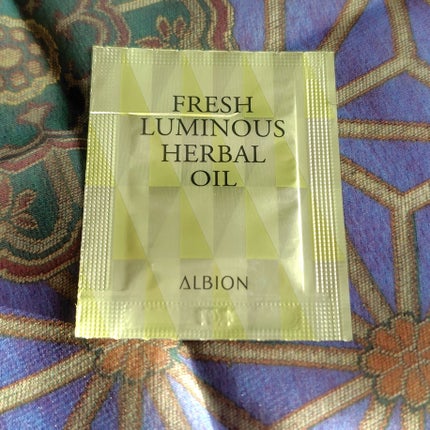 FRESH
LUMINOUS
HERBAL
OIL
ALBION